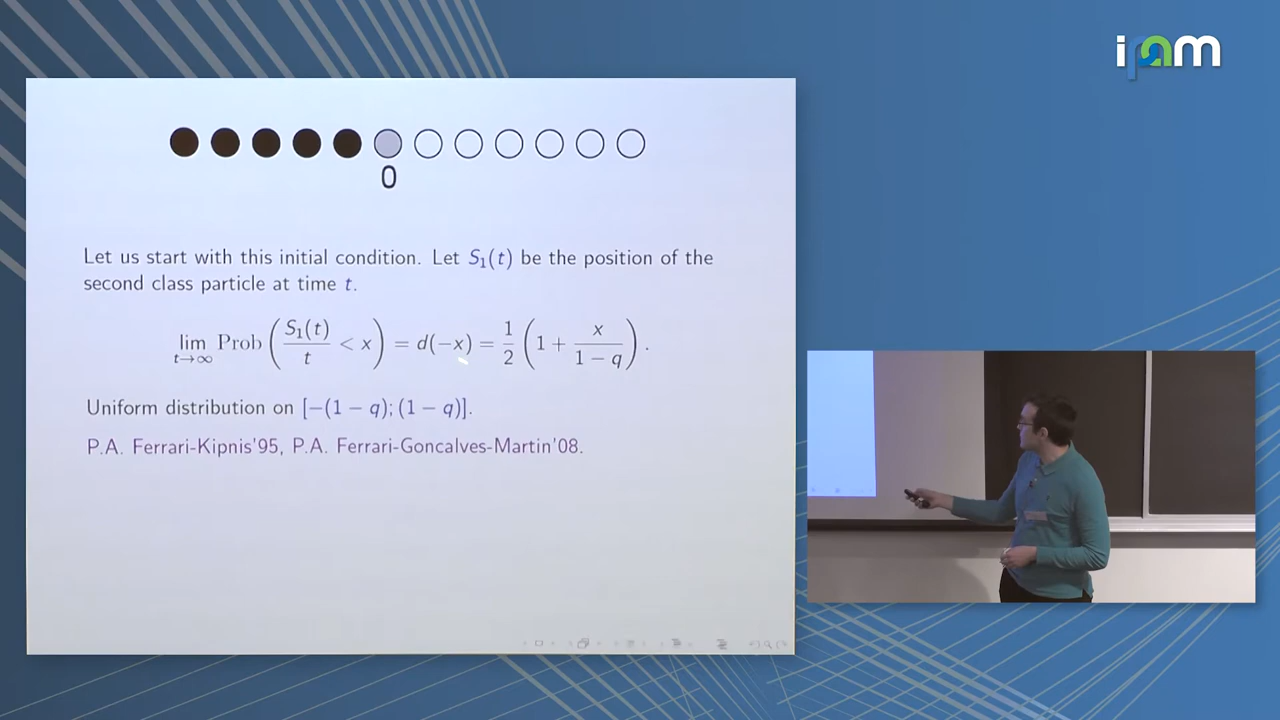 ipam
0
Let us start with this initial condition. Let S₁(t) be the position of the
second class particle at time t.
lim_{t→∞} Prob ( S₁(t)/t < x ) = d(−x) = 1/2 ( 1 + x/(1 − q) ) .
Uniform distribution on [−(1 − q); (1 − q)].
P.A. Ferrari-Kipnis'95, P.A. Ferrari-Goncalves-Martin'08.